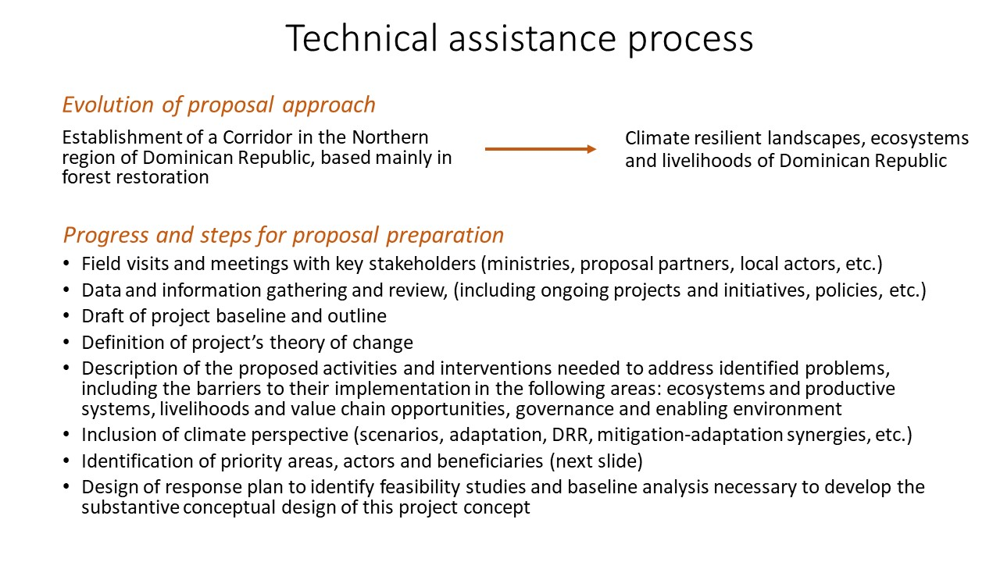 Technical assistance process
Evolution of proposal approach
Establishment of a Corridor in the Northern
region of Dominican Republic, based mainly in
forest restoration
Climate resilient landscapes, ecosystems
and livelihoods of Dominican Republic
Progress and steps for proposal preparation
• Field visits and meetings with key stakeholders (ministries, proposal partners, local actors, etc.)
• Data and information gathering and review, (including ongoing projects and initiatives, policies, etc.)
• Draft of project baseline and outline
• Definition of project’s theory of change
• Description of the proposed activities and interventions needed to address identified problems,
including the barriers to their implementation in the following areas: ecosystems and productive
systems, livelihoods and value chain opportunities, governance and enabling environment
• Inclusion of climate perspective (scenarios, adaptation, DRR, mitigation-adaptation synergies, etc.)
• Identification of priority areas, actors and beneficiaries (next slide)
• Design of response plan to identify feasibility studies and baseline analysis necessary to develop the
substantive conceptual design of this project concept